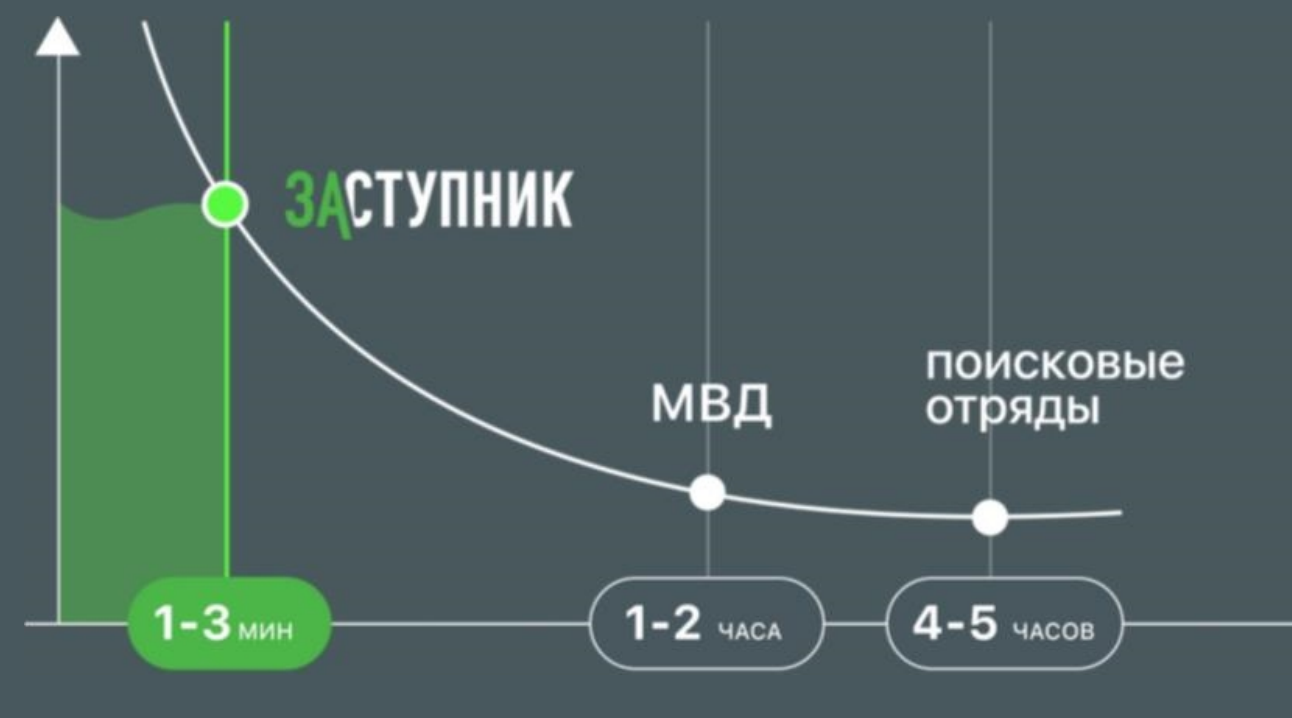 ЗАСТУПНИК
МВД
поисковые
отряды
1-3 мин
1-2 часа
4-5 часов